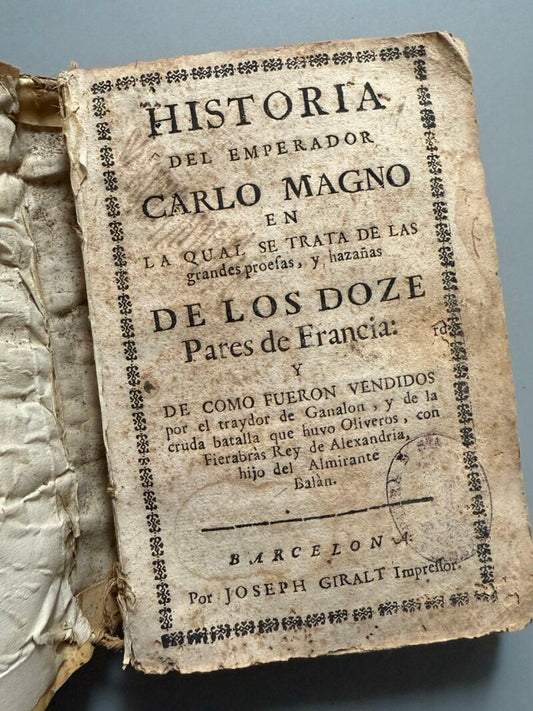 HISTORIA
DEL EMPERADOR
CARLO MAGNO
EN
LA QUAL SE TRATA DE LAS
grandes proesas, y hazañas
DE LOS DOZE
Pares de Francia:
Y
DE COMO FUERON VENDIDOS
por el traydor de Ganalon, y de la
cruda batalla que huvo Oliveros, con
Fierabràs Rey de Alexandria,
hijo del Almirante
Balàn.
BARCELONA:
Por JOSEPH GIRALT Impressor.